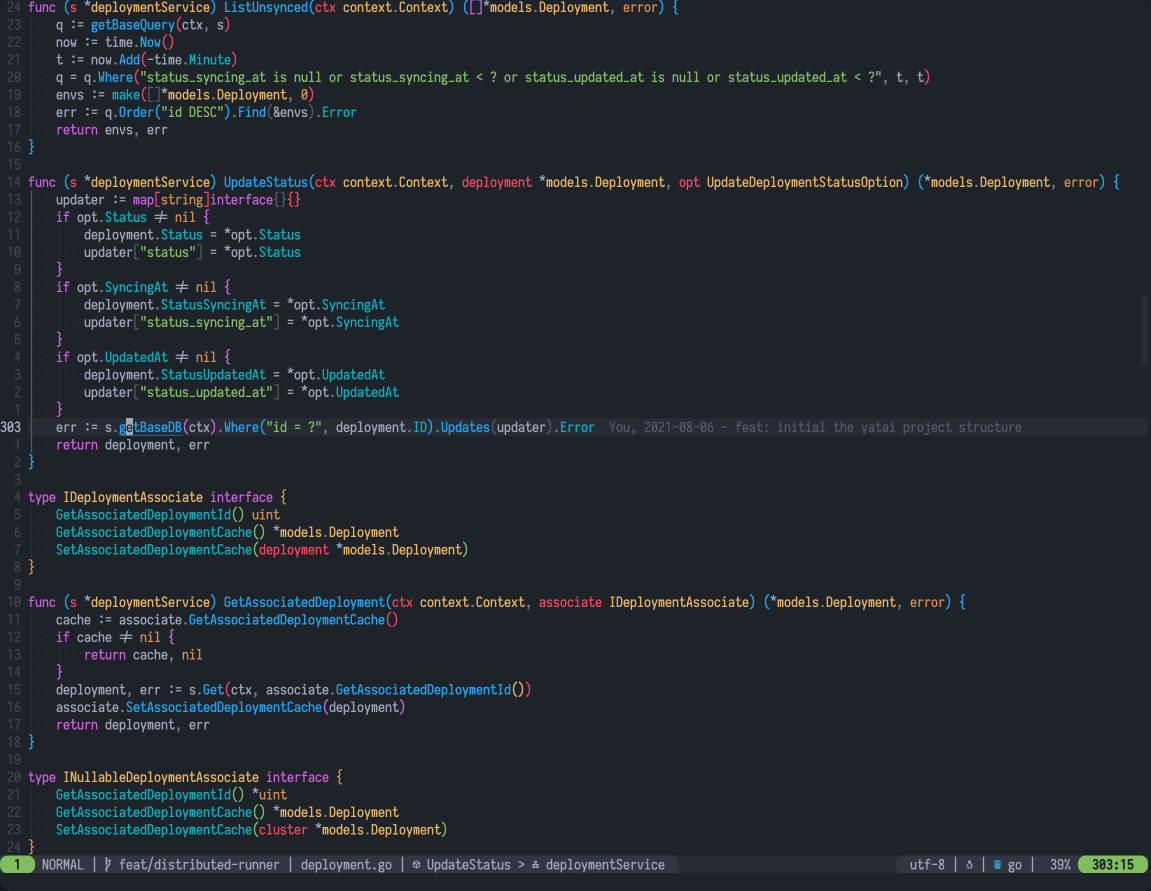 24 func (s *deploymentService) ListUnsynced(ctx context.Context) ([]*models.Deployment, error) {
23 q := getBaseQuery(ctx, s)
22 now := time.Now()
21 t := now.Add(-time.Minute)
20 q = q.Where("status_syncing_at is null or status_syncing_at < ? or status_updated_at is null or status_updated_at < ?", t, t)
19 envs := make([]*models.Deployment, 0)
18 err := q.Order("id DESC").Find(&envs).Error
17 return envs, err
16 }
15
14 func (s *deploymentService) UpdateStatus(ctx context.Context, deployment *models.Deployment, opt UpdateDeploymentStatusOption) (*models.Deployment, error) {
13 updater := map[string]interface{}{}
12 if opt.Status ≠ nil {
11 deployment.Status = *opt.Status
10 updater["status"] = *opt.Status
9 }
8 if opt.SyncingAt ≠ nil {
7 deployment.StatusSyncingAt = *opt.SyncingAt
6 updater["status_syncing_at"] = *opt.SyncingAt
5 }
4 if opt.UpdatedAt ≠ nil {
3 deployment.StatusUpdatedAt = *opt.UpdatedAt
2 updater["status_updated_at"] = *opt.UpdatedAt
1 }
303 err := s.getBaseDB(ctx).Where("id = ?", deployment.ID).Updates(updater).Error You, 2021-08-06 - feat: initial the yatai project structure
1 return deployment, err
2 }
3
4 type IDeploymentAssociate interface {
5 GetAssociatedDeploymentId() uint
6 GetAssociatedDeploymentCache() *models.Deployment
7 SetAssociatedDeploymentCache(deployment *models.Deployment)
8 }
9
10 func (s *deploymentService) GetAssociatedDeployment(ctx context.Context, associate IDeploymentAssociate) (*models.Deployment, error) {
11 cache := associate.GetAssociatedDeploymentCache()
12 if cache ≠ nil {
13 return cache, nil
14 }
15 deployment, err := s.Get(ctx, associate.GetAssociatedDeploymentId())
16 associate.SetAssociatedDeploymentCache(deployment)
17 return deployment, err
18 }
19
20 type INullableDeploymentAssociate interface {
21 GetAssociatedDeploymentId() *uint
22 GetAssociatedDeploymentCache() *models.Deployment
23 SetAssociatedDeploymentCache(cluster *models.Deployment)
24 }
1 NORMAL | feat/distributed-runner | deployment.go | UpdateStatus > deploymentService utf-8 | | go | 39% 303:15